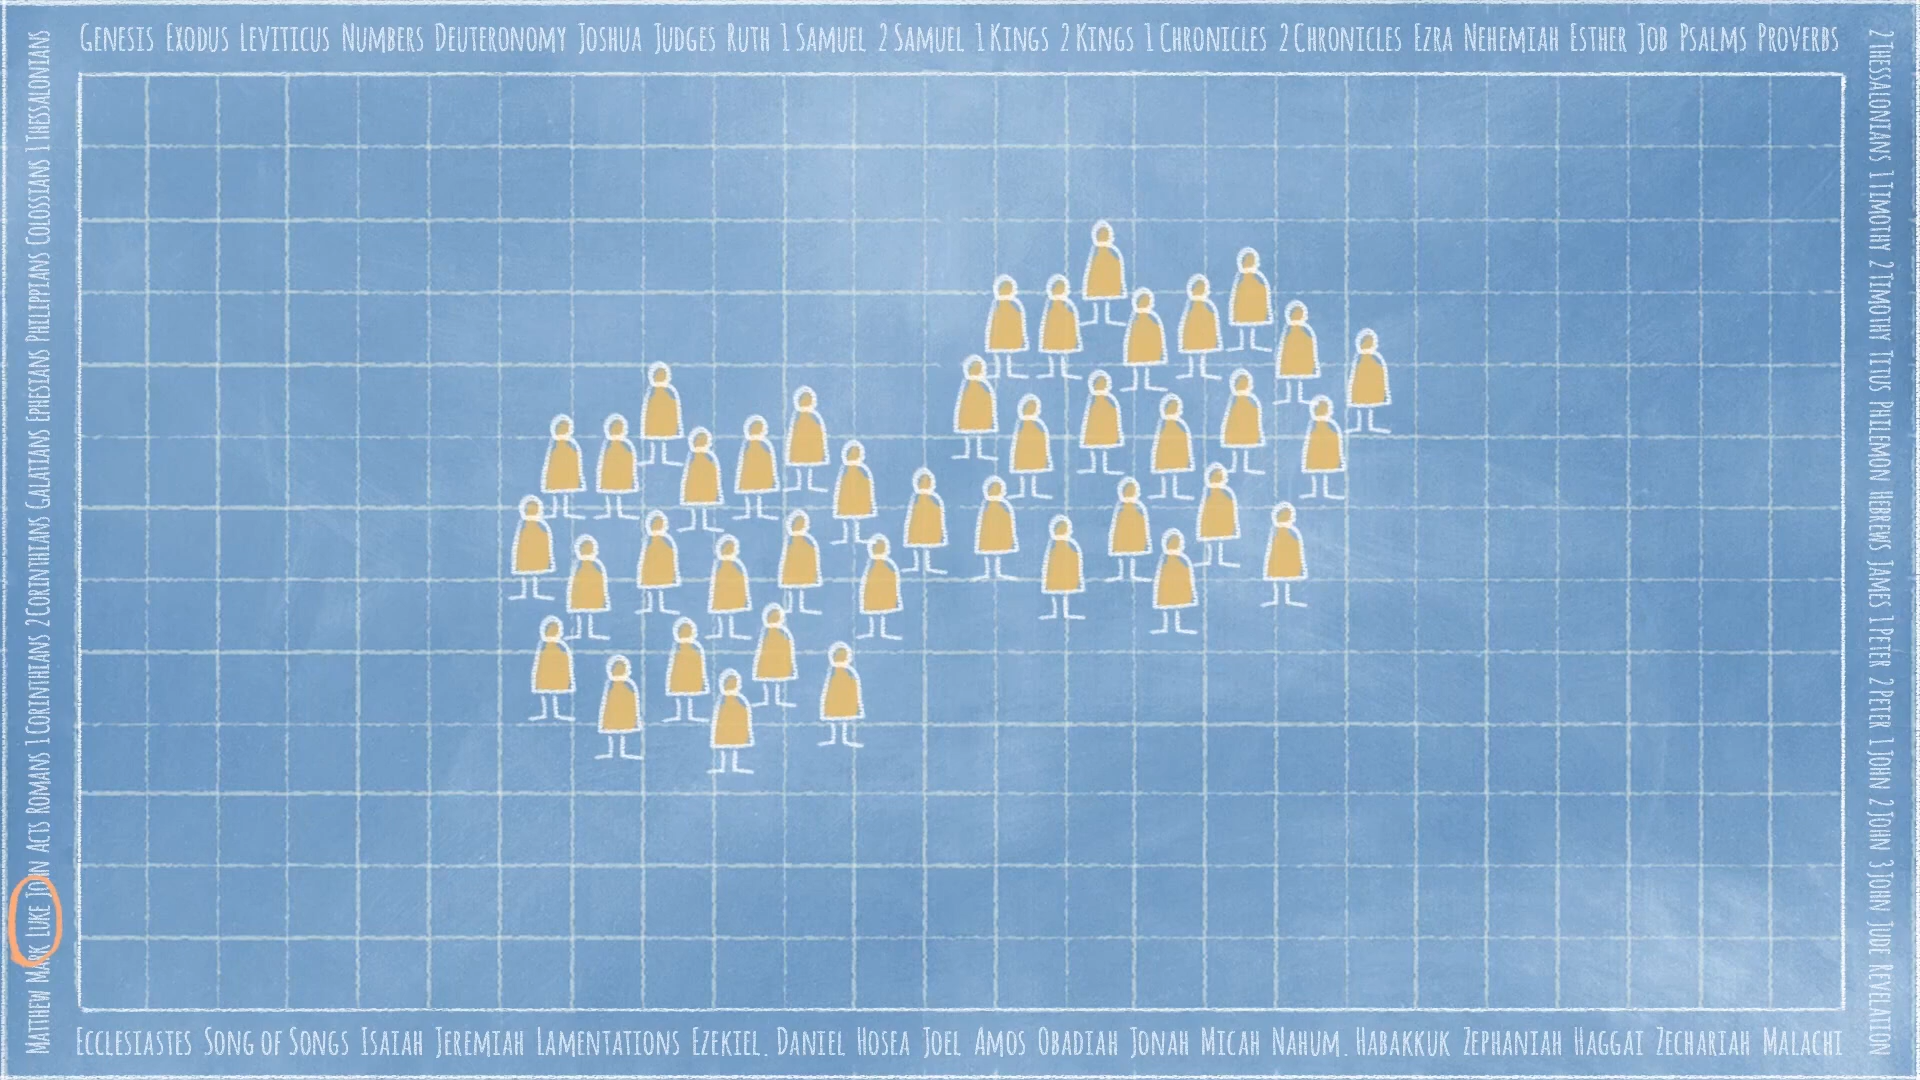 Genesis Exodus Leviticus Numbers Deuteronomy Joshua Judges Ruth 1 Samuel 2 Samuel 1 Kings 2 Kings 1 Chronicles 2 Chronicles Ezra Nehemiah Esther Job Psalms Proverbs
Ecclesiastes Song of Songs Isaiah Jeremiah Lamentations Ezekiel. Daniel Hosea Joel Amos Obadiah Jonah Micah Nahum. Habakkuk Zephaniah Haggai Zechariah Malachi
Matthew Mark Luke John Acts Romans 1 Corinthians 2 Corinthians Galatians Ephesians Philippians Colossians 1 Thessalonians
2 Thessalonians 1 Timothy 2 Timothy Titus Philemon Hebrews James 1 Peter 2 Peter 1 John 2 John 3 John Jude Revelation